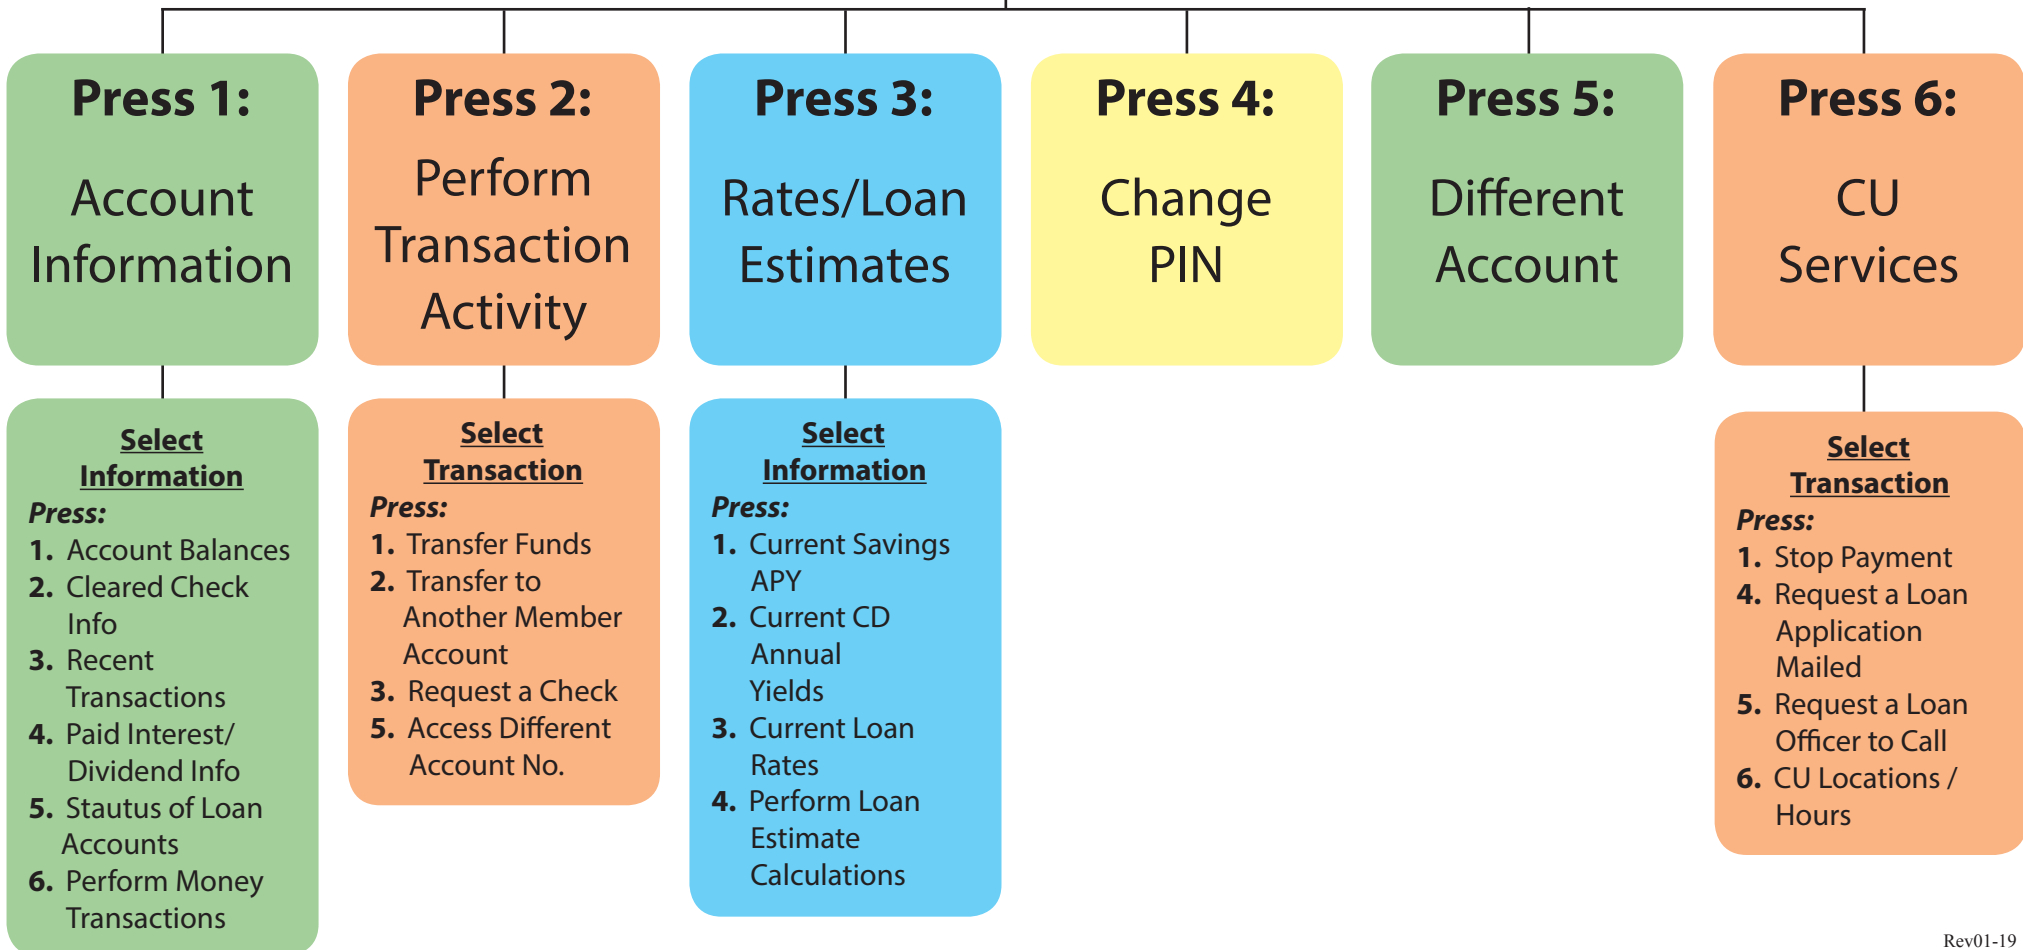 Press 1:
Account
Information
Press 2:
Perform
Transaction
Activity
Press 3:
Rates/Loan
Estimates
Press 4:
Change
PIN
Press 5:
Different
Account
Press 6:
CU
Services
Select
Information
Press:
1. Account Balances
2. Cleared Check
Info
3. Recent
Transactions
4. Paid Interest/
Dividend Info
5. Stautus of Loan
Accounts
6. Perform Money
Transactions
Select
Transaction
Press:
1. Transfer Funds
2. Transfer to
Another Member
Account
3. Request a Check
5. Access Different
Account No.
Select
Information
Press:
1. Current Savings
APY
2. Current CD
Annual
Yields
3. Current Loan
Rates
4. Perform Loan
Estimate
Calculations
Select
Transaction
Press:
1. Stop Payment
4. Request a Loan
Application
Mailed
5. Request a Loan
Officer to Call
6. CU Locations /
Hours
Rev01-19